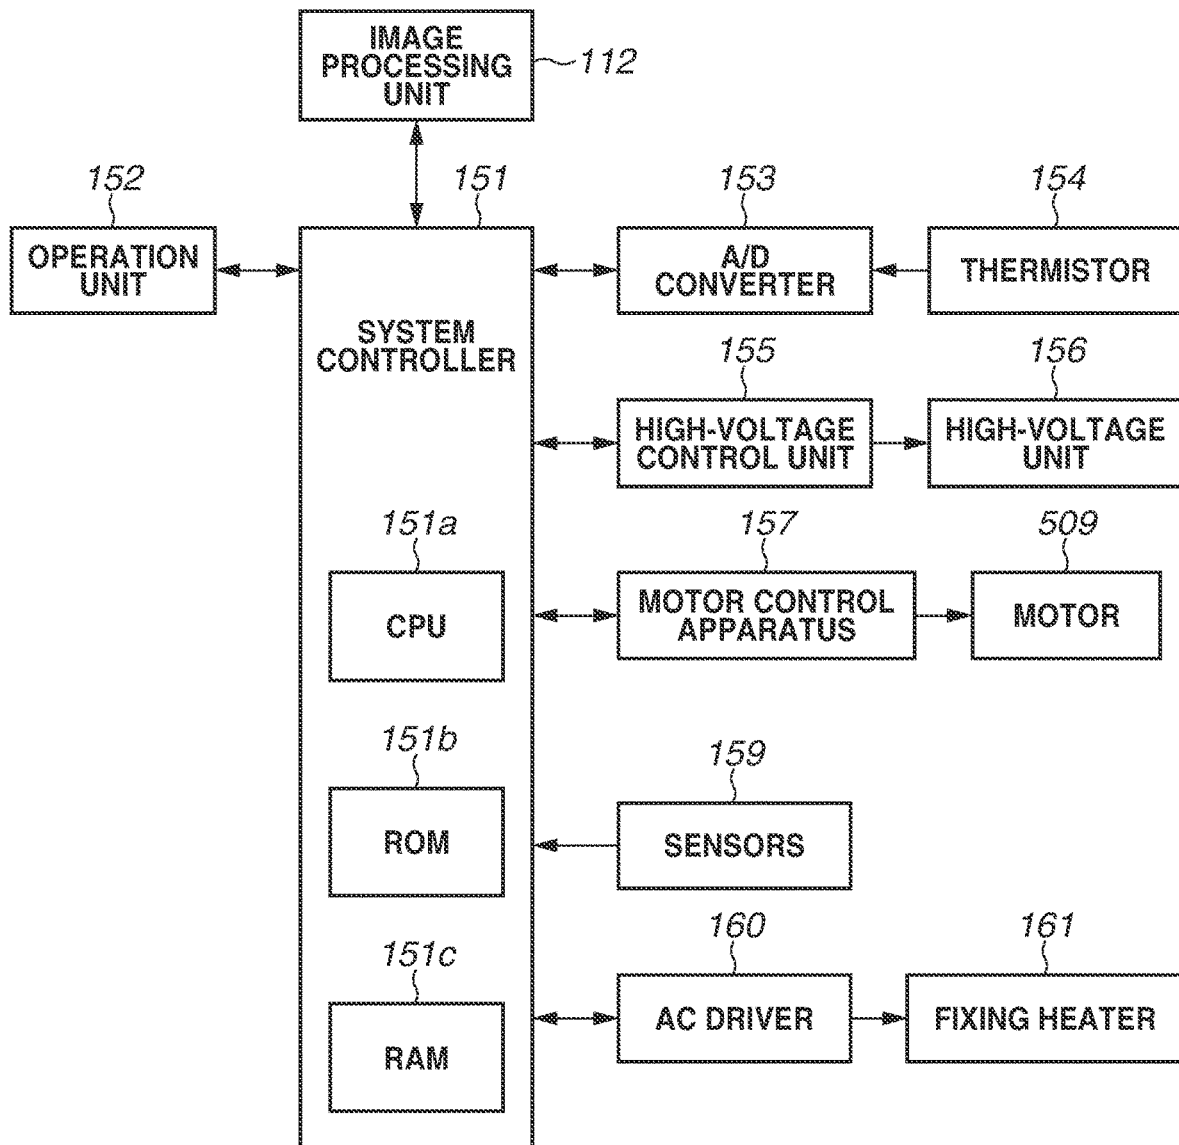 IMAGE
PROCESSING
UNIT
112
152
151
153
154
OPERATION
UNIT
A/D
CONVERTER
THERMISTOR
SYSTEM
CONTROLLER
155
156
HIGH-VOLTAGE
CONTROL UNIT
HIGH-VOLTAGE
UNIT
151a
157
509
CPU
MOTOR CONTROL
APPARATUS
MOTOR
151b
159
ROM
SENSORS
151c
160
161
RAM
AC DRIVER
FIXING HEATER